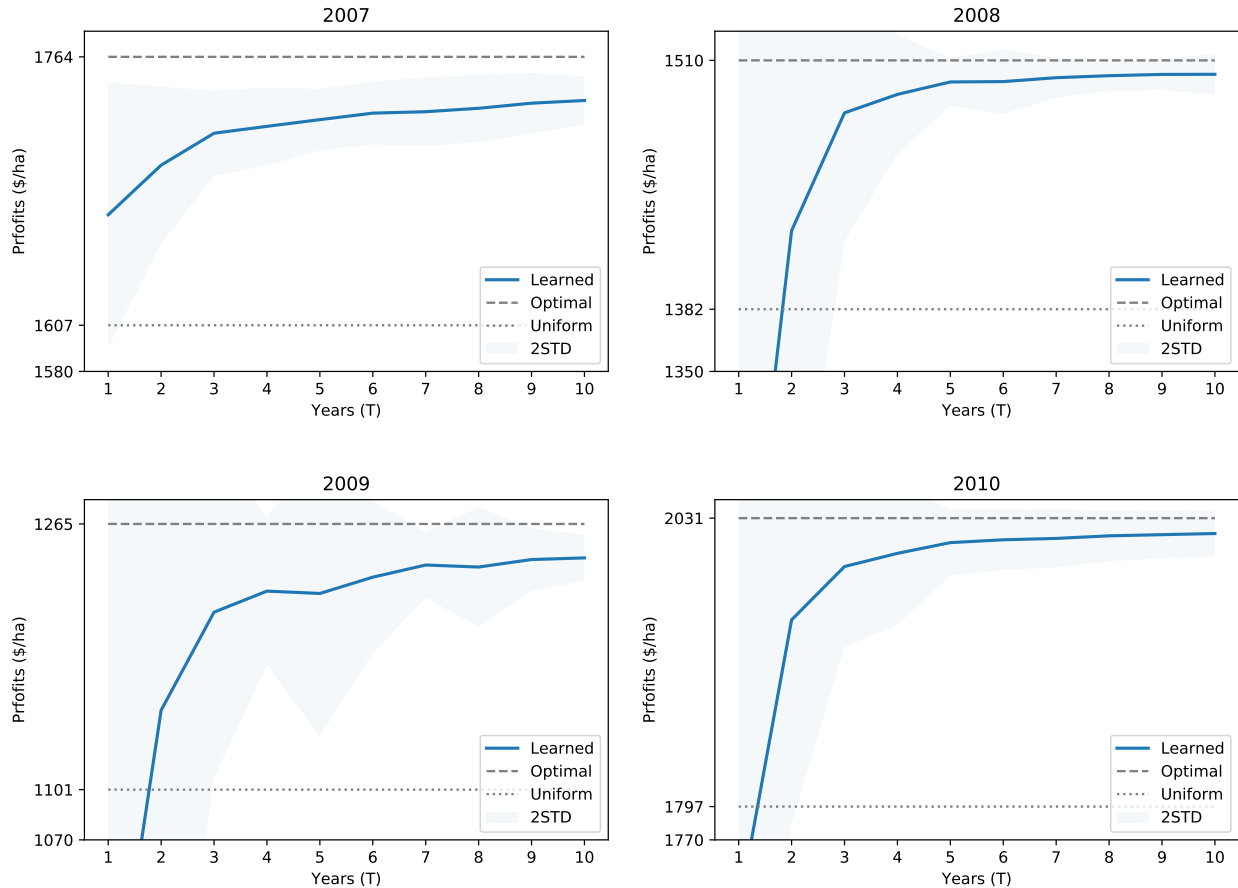 2007
1764
1607
1580
Prfofits ($/ha)
Learned
Optimal
Uniform
2STD
1 2 3 4 5 6 7 8 9 10
Years (T)
2008
1510
1382
1350
Prfofits ($/ha)
Learned
Optimal
Uniform
2STD
1 2 3 4 5 6 7 8 9 10
Years (T)
2009
1265
1101
1070
Prfofits ($/ha)
Learned
Optimal
Uniform
2STD
1 2 3 4 5 6 7 8 9 10
Years (T)
2010
2031
1797
1770
Prfofits ($/ha)
Learned
Optimal
Uniform
2STD
1 2 3 4 5 6 7 8 9 10
Years (T)